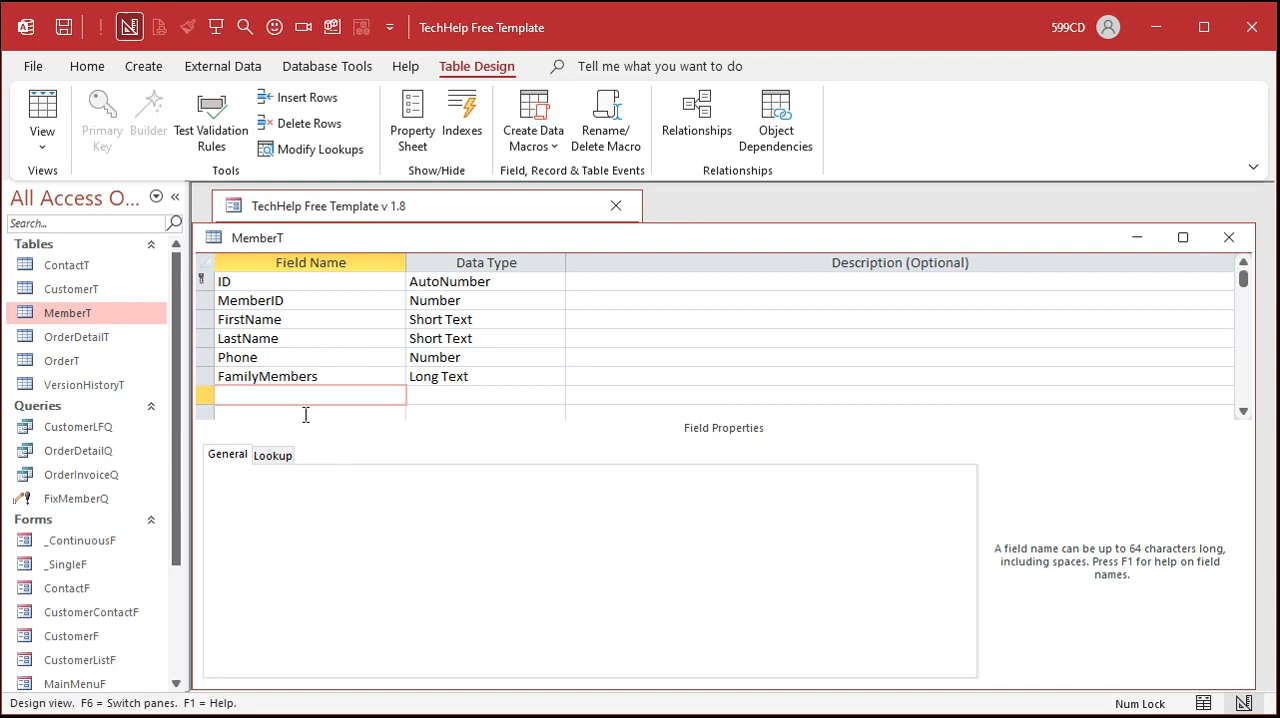 TechHelp Free Template
599CD
File Home Create External Data Database Tools Help Table Design Tell me what you want to do
View
Primary Key
Builder
Test Validation Rules
Insert Rows
Delete Rows
Modify Lookups
Property Sheet
Indexes
Create Data Macros
Rename/ Delete Macro
Relationships
Object Dependencies
Views Tools Show/Hide Field, Record & Table Events Relationships
All Access O...
Search...
Tables
ContactT
CustomerT
MemberT
OrderDetailT
OrderT
VersionHistoryT
Queries
CustomerLFQ
OrderDetailQ
OrderInvoiceQ
FixMemberQ
Forms
_ContinuousF
_SingleF
ContactF
CustomerContactF
CustomerF
CustomerListF
MainMenuF
TechHelp Free Template v 1.8
MemberT
Field Name Data Type Description (Optional)
ID AutoNumber
MemberID Number
FirstName Short Text
LastName Short Text
Phone Number
FamilyMembers Long Text
Field Properties
General Lookup
A field name can be up to 64 characters long,
including spaces. Press F1 for help on field
names.
Design view. F6 = Switch panes. F1 = Help.
Num Lock